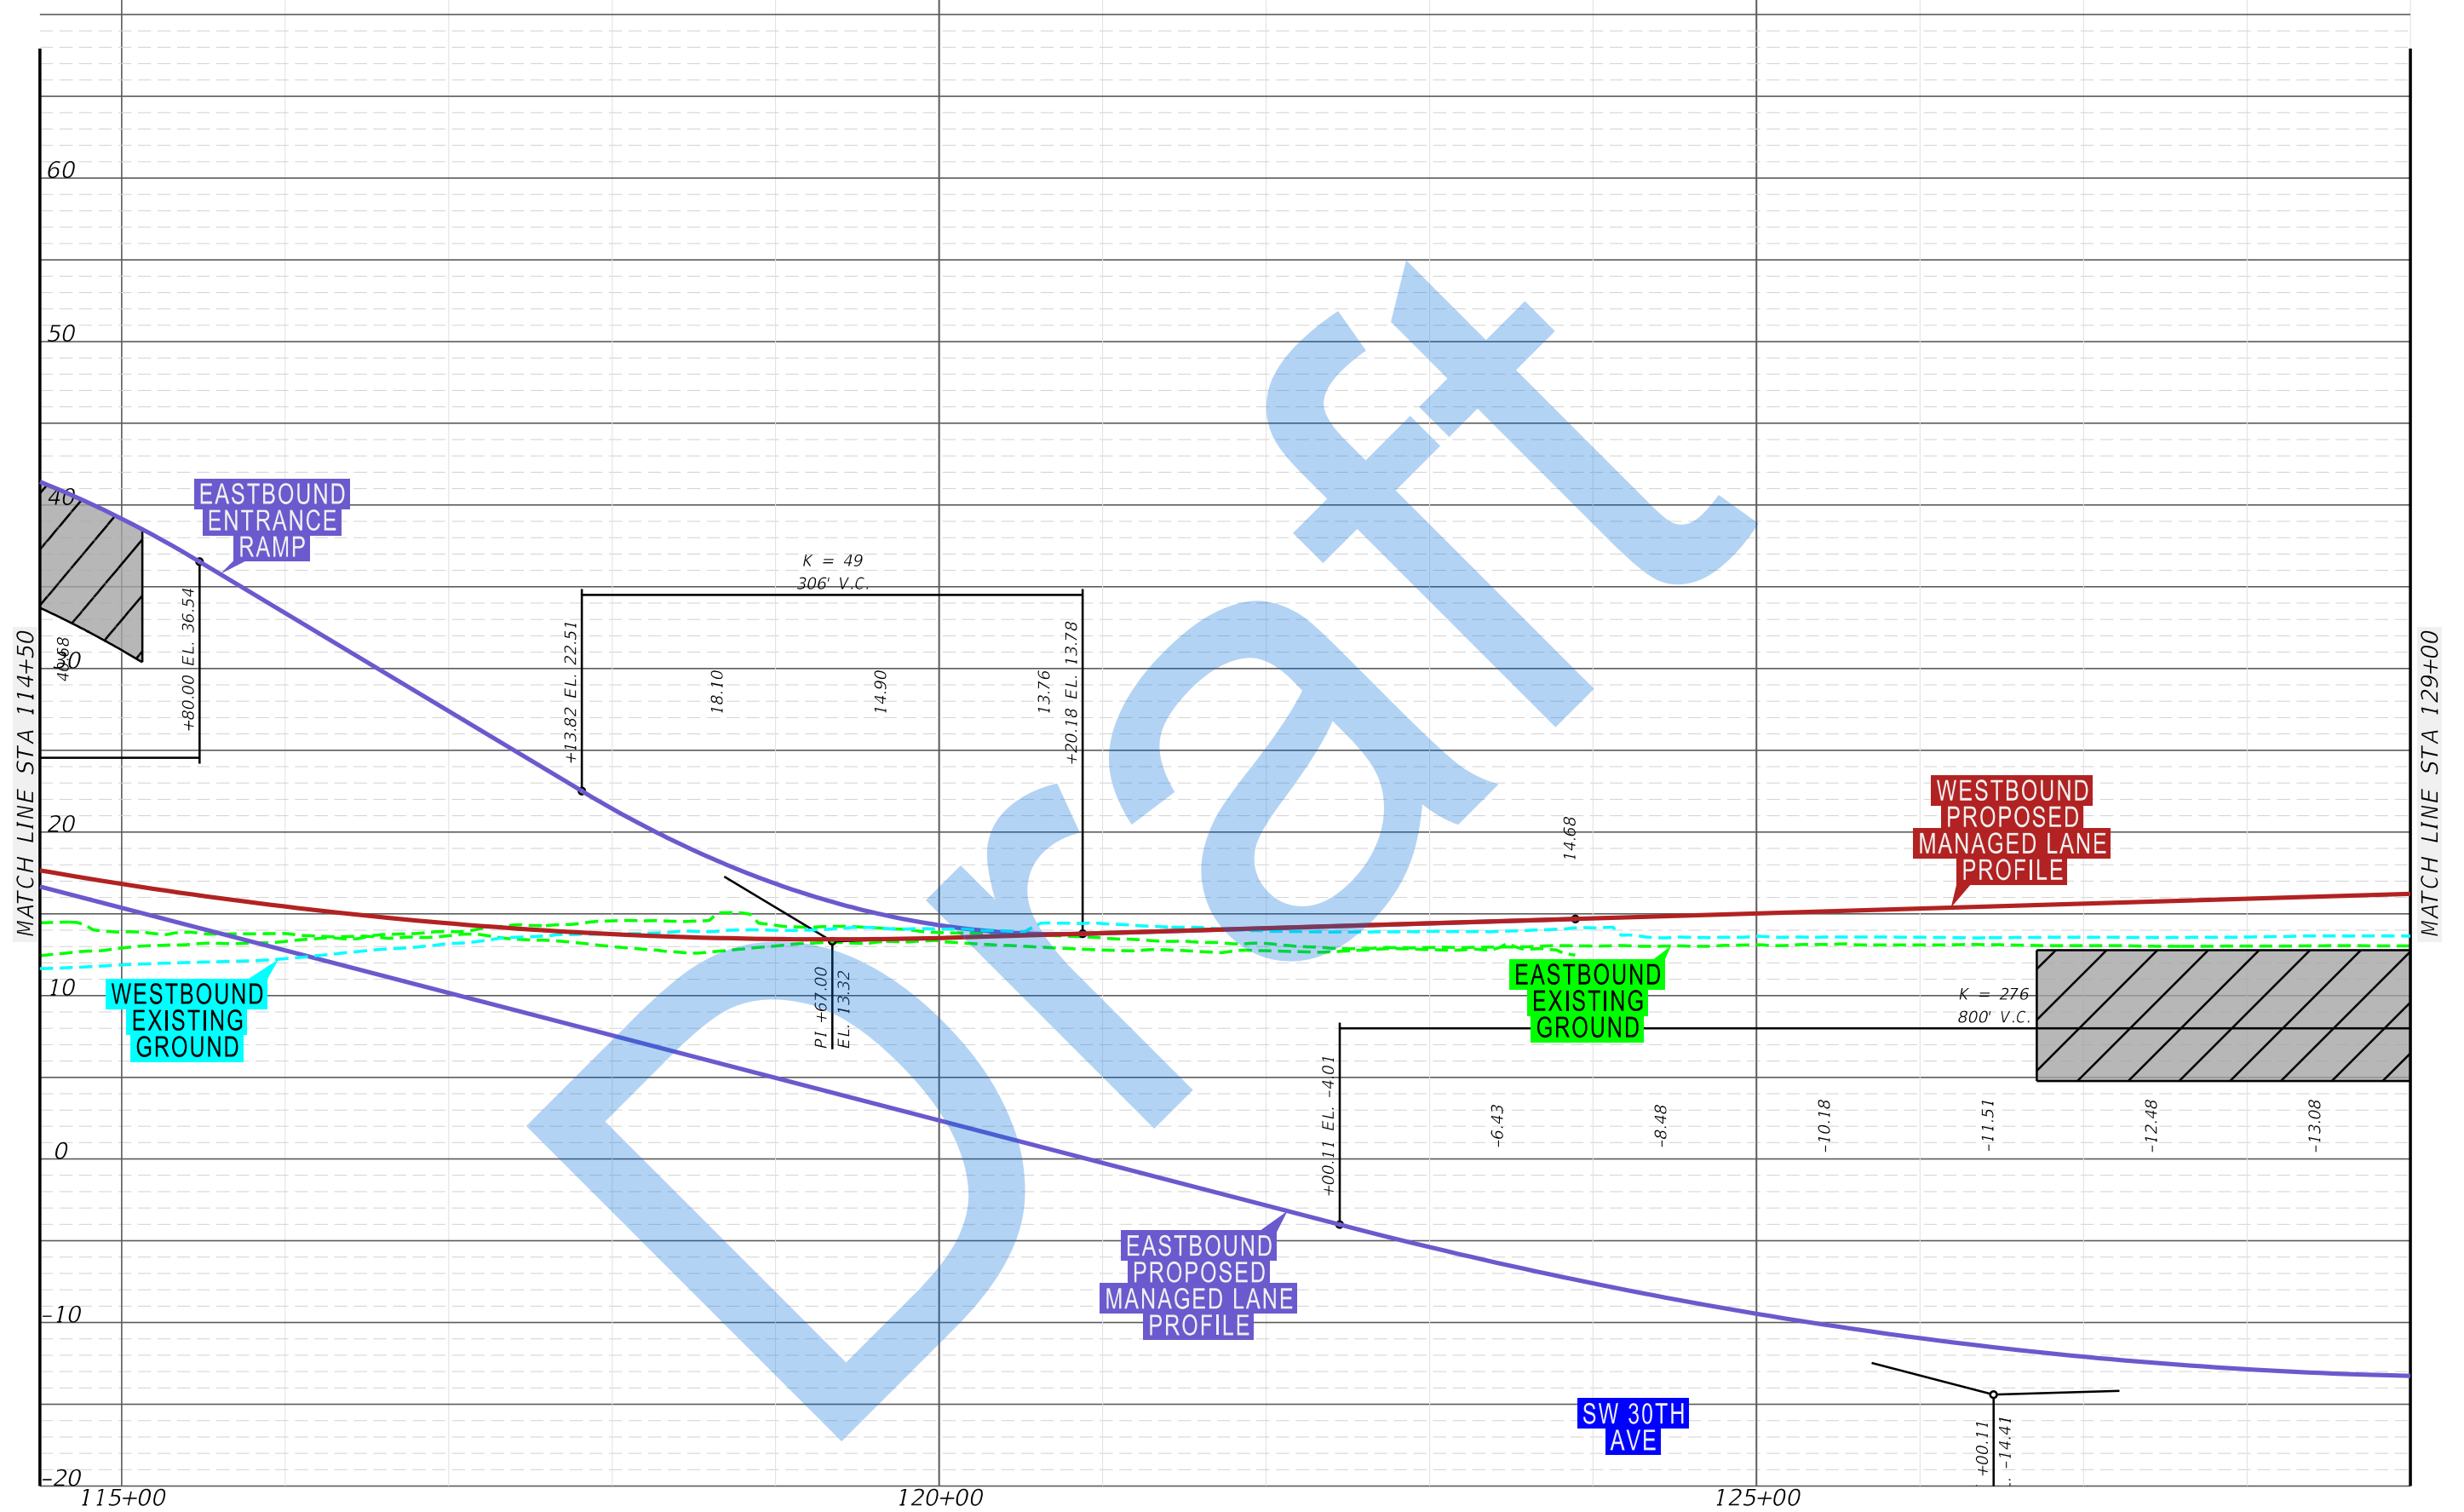 60
50
40
30
20
10
0
-10
-20
115+00
120+00
125+00
MATCH LINE STA 114+50
MATCH LINE STA 129+00
EASTBOUND
ENTRANCE
RAMP
+80.00 EL. 36.54
K = 49
306' V.C.
+13.82 EL. 22.51
18.10
14.90
13.76
+20.18 EL. 13.78
PI +67.00
EL. 13.32
14.68
WESTBOUND
PROPOSED
MANAGED LANE
PROFILE
WESTBOUND
EXISTING
GROUND
EASTBOUND
EXISTING
GROUND
K = 276
800' V.C.
+00.11 EL. -4.01
-6.43
-8.48
-10.18
-11.51
-12.48
-13.08
EASTBOUND
PROPOSED
MANAGED LANE
PROFILE
SW 30TH
AVE
+00.11
-14.41
Draft